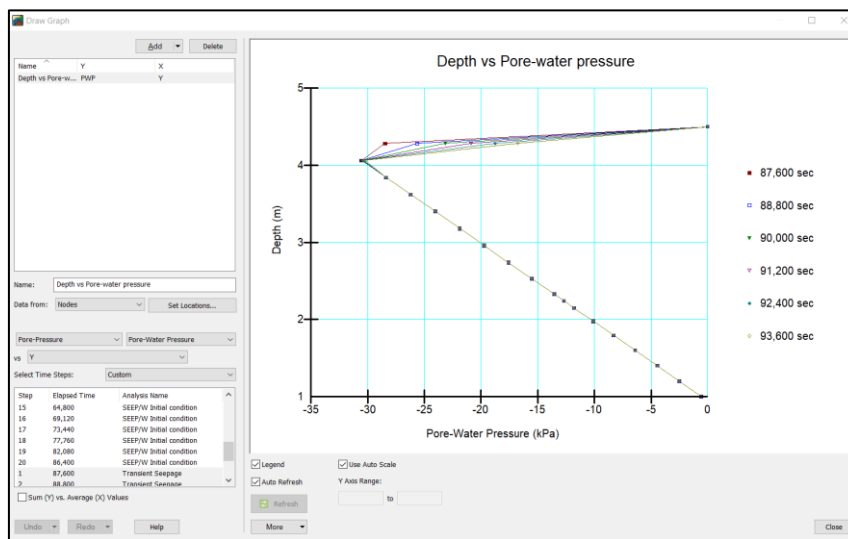 Draw Graph
Add
Delete
Name Y X
Depth vs Pore-w... PWP Y
Name: Depth vs Pore-water pressure
Data from: Nodes Set Locations...
Pore-Pressure Pore-Water Pressure
vs Y
Select Time Steps: Custom
Step Elapsed Time Analysis Name
15 64,800 SEEP/W Initial condition
16 69,120 SEEP/W Initial condition
17 73,440 SEEP/W Initial condition
18 77,760 SEEP/W Initial condition
19 82,080 SEEP/W Initial condition
20 86,400 SEEP/W Initial condition
1 87,600 Transient Seepage
2 88,800 Transient Seepage
Sum (Y) vs. Average (X) Values
Undo Redo Help
Depth vs Pore-water pressure
5
4
3
2
1
Depth (m)
-35 -30 -25 -20 -15 -10 -5 0
Pore-Water Pressure (kPa)
87,600 sec
88,800 sec
90,000 sec
91,200 sec
92,400 sec
93,600 sec
Legend Use Auto Scale
Auto Refresh Y Axis Range:
Refresh to
More Close